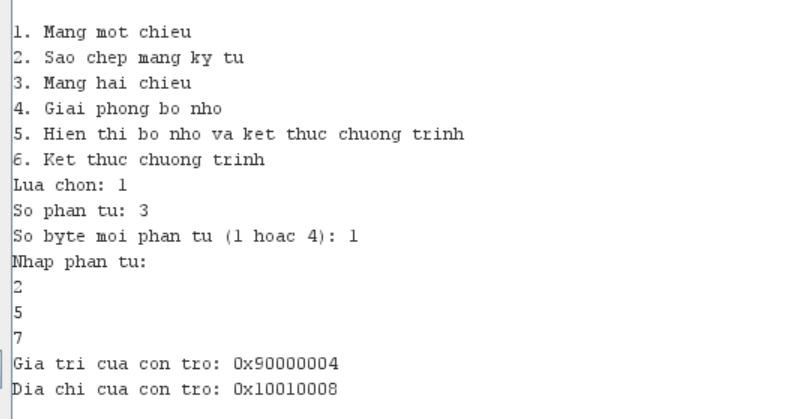 1. Mang mot chieu
2. Sao chep mang ky tu
3. Mang hai chieu
4. Giai phong bo nho
5. Hien thi bo nho va ket thuc chuong trinh
6. Ket thuc chuong trinh
Lua chon: 1
So phan tu: 3
So byte moi phan tu (1 hoac 4): 1
Nhap phan tu:
2
5
7
Gia tri cua con tro: 0x90000004
Dia chi cua con tro: 0x10010008